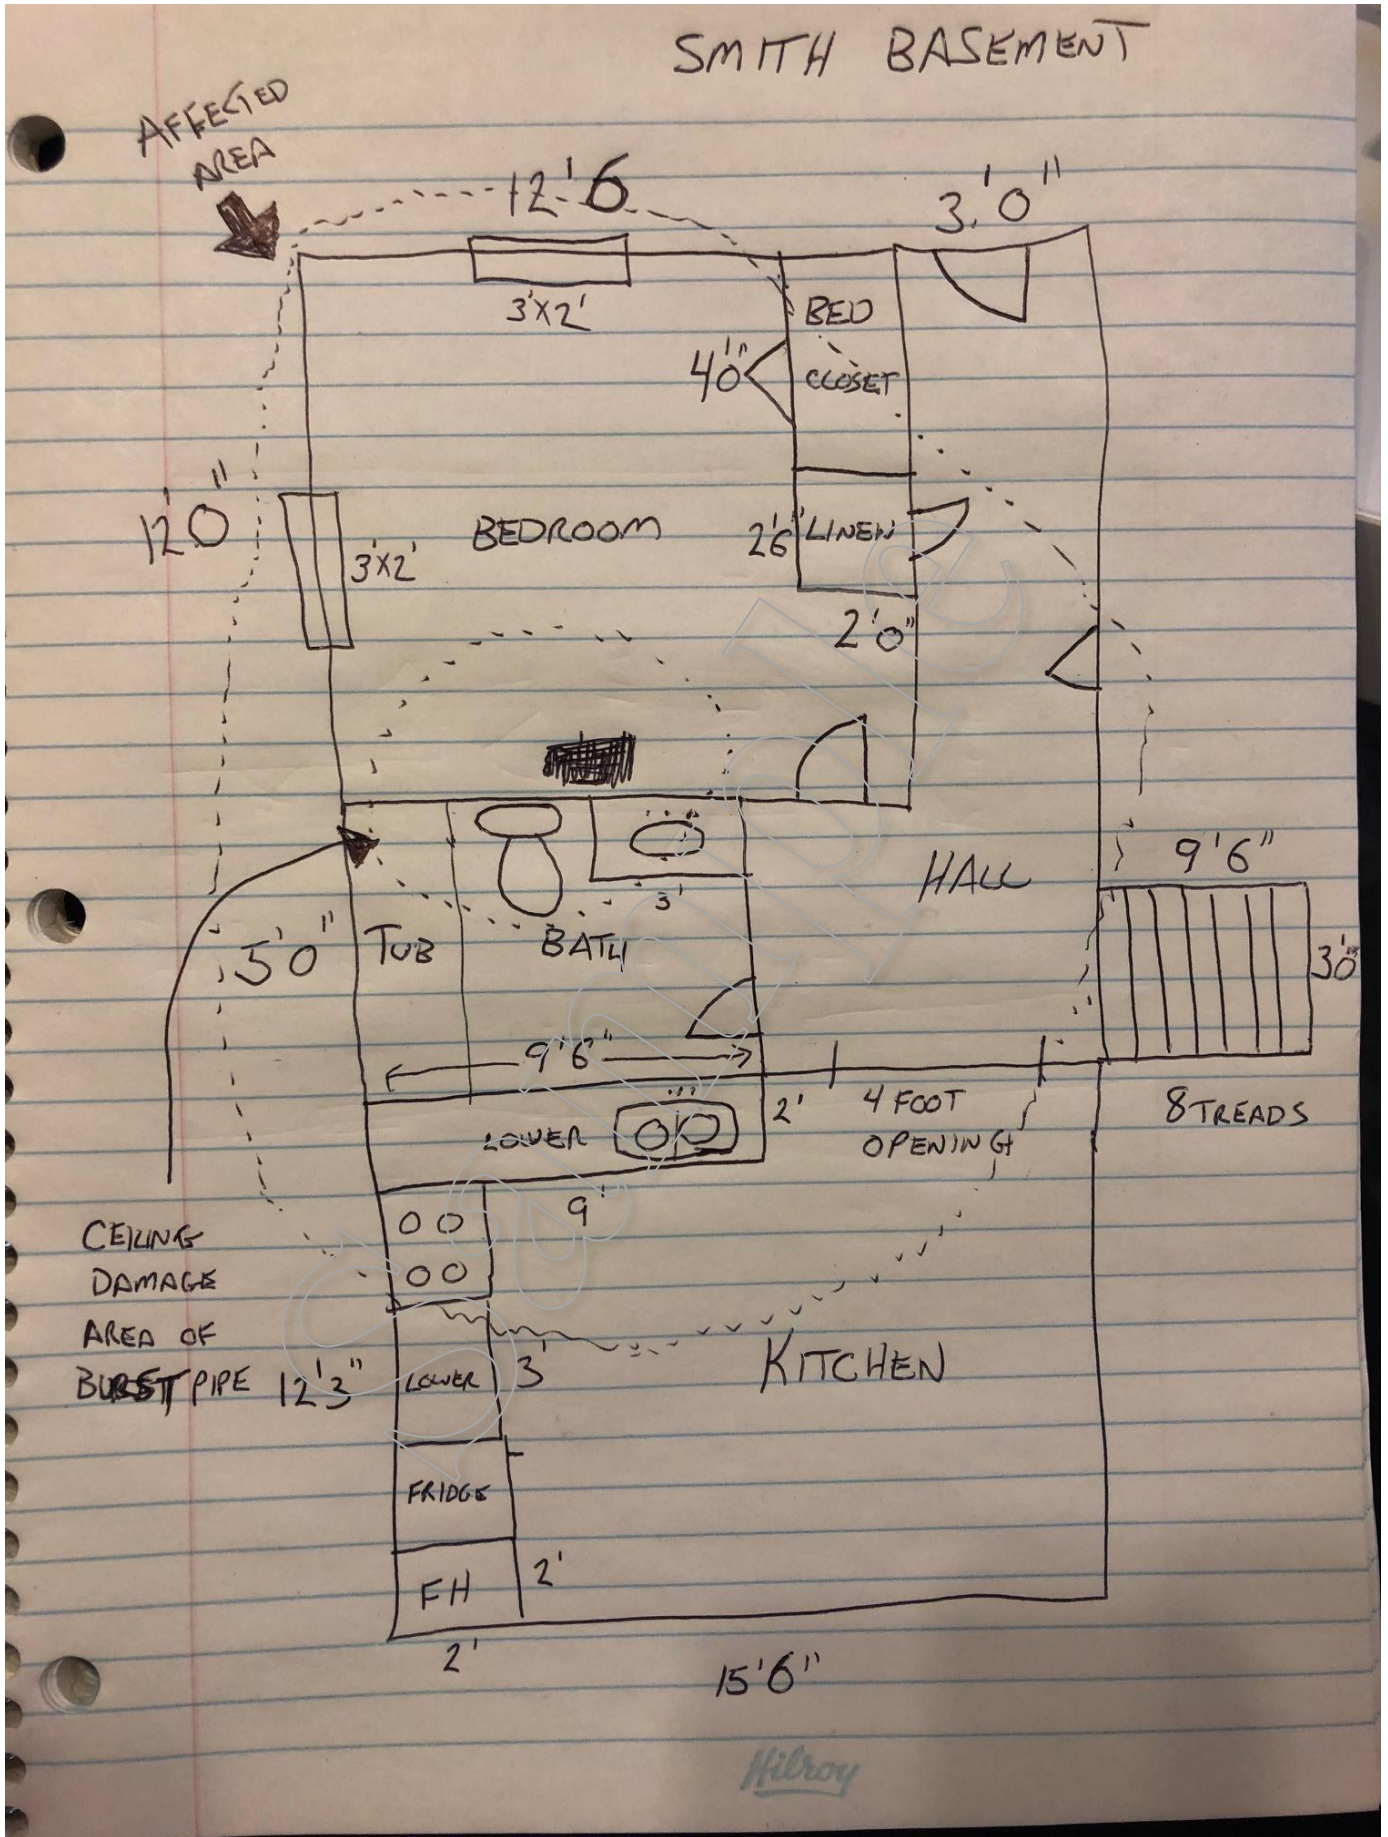 SMITH BASEMENT
AFFECTED
AREA
12'6
3'0"
3'x2'
BED
CLOSET
4'0"
12'0"
3'x2'
BEDROOM
2'6"
LINEN
2'0"
HALL
9'6"
3'0"
8 TREADS
3'
5'0"
TUB
BATH
9'6"
2'
4 FOOT
OPENING
LOWER
9'
CEILING
DAMAGE
AREA OF
BURST PIPE
12'3"
LOWER
3'
KITCHEN
FRIDGE
FH
2'
2'
15'6"
Hilroy
Sample